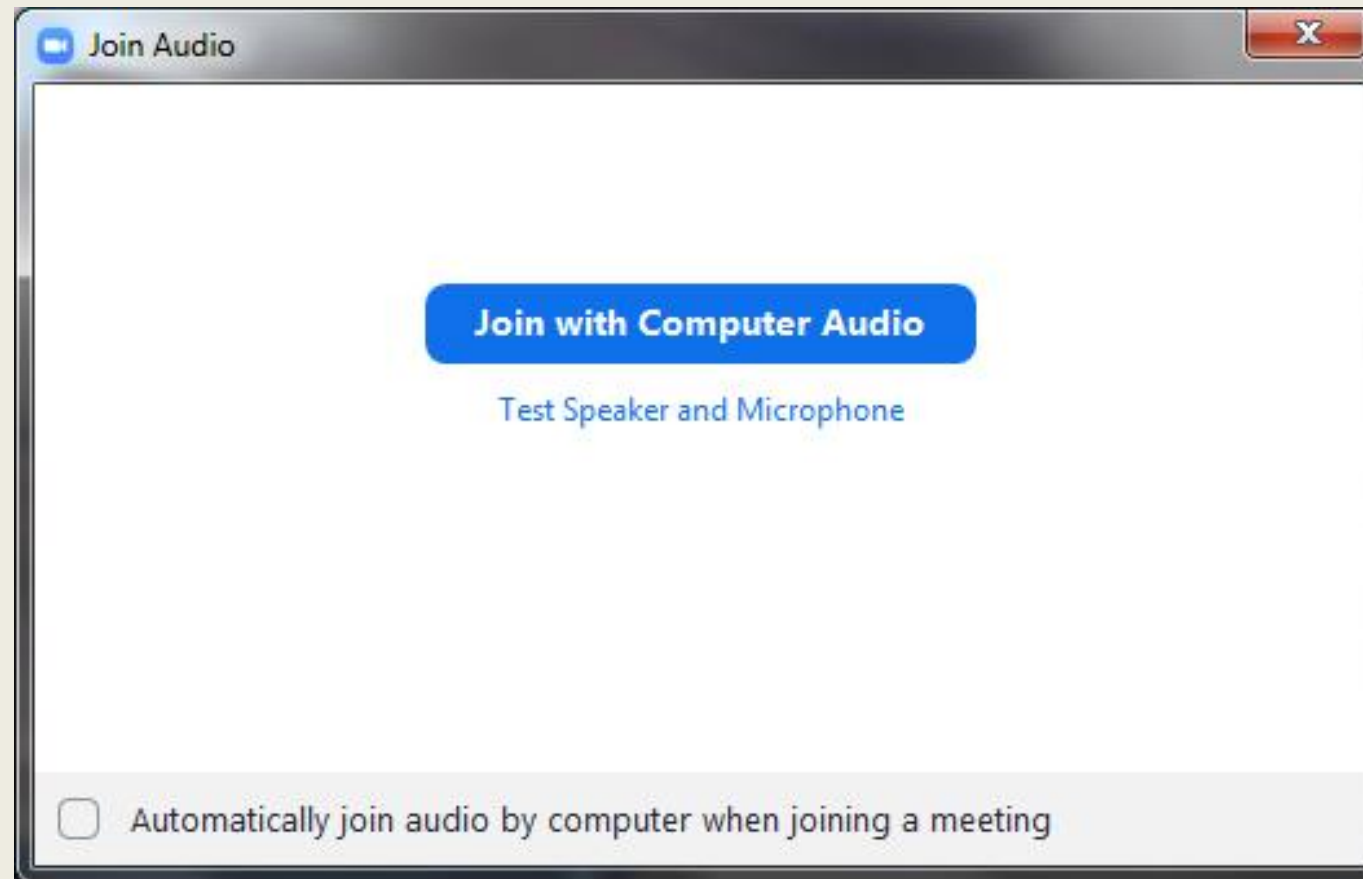 Join Audio
Join with Computer Audio
Test Speaker and Microphone
Automatically join audio by computer when joining a meeting